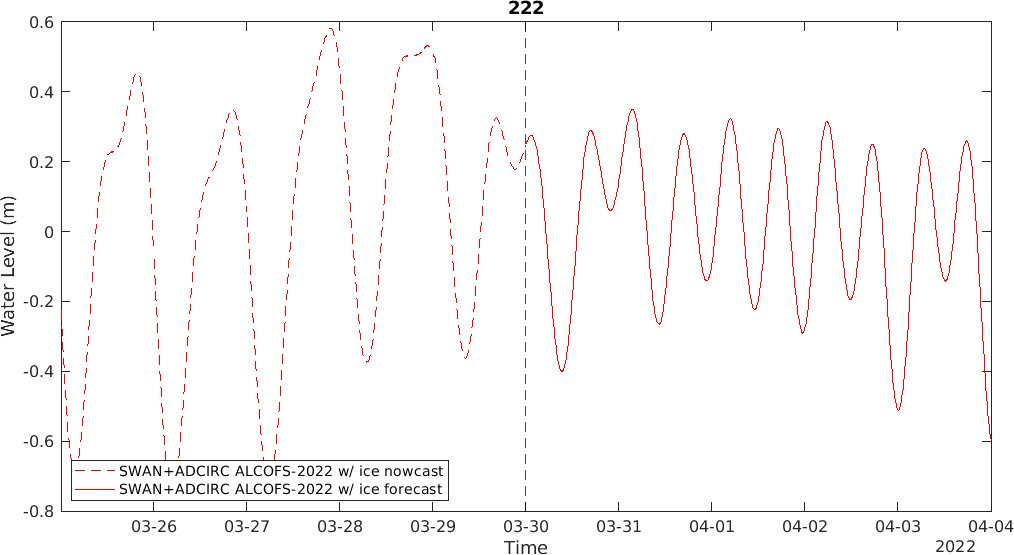 222
0.6
0.4
0.2
0
-0.2
-0.4
-0.6
-0.8
Water Level (m)
SWAN+ADCIRC ALCOFS-2022 w/ ice nowcast
SWAN+ADCIRC ALCOFS-2022 w/ ice forecast
03-26 03-27 03-28 03-29 03-30 03-31 04-01 04-02 04-03 04-04
Time
2022